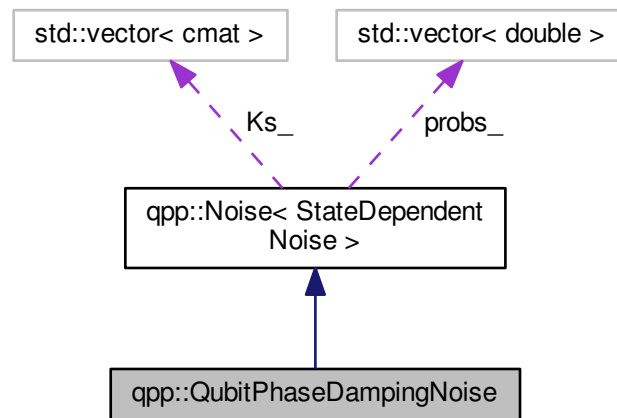 std::vector< cmat >
std::vector< double >
Ks_
probs_
qpp::Noise< StateDependent
Noise >
qpp::QubitPhaseDampingNoise